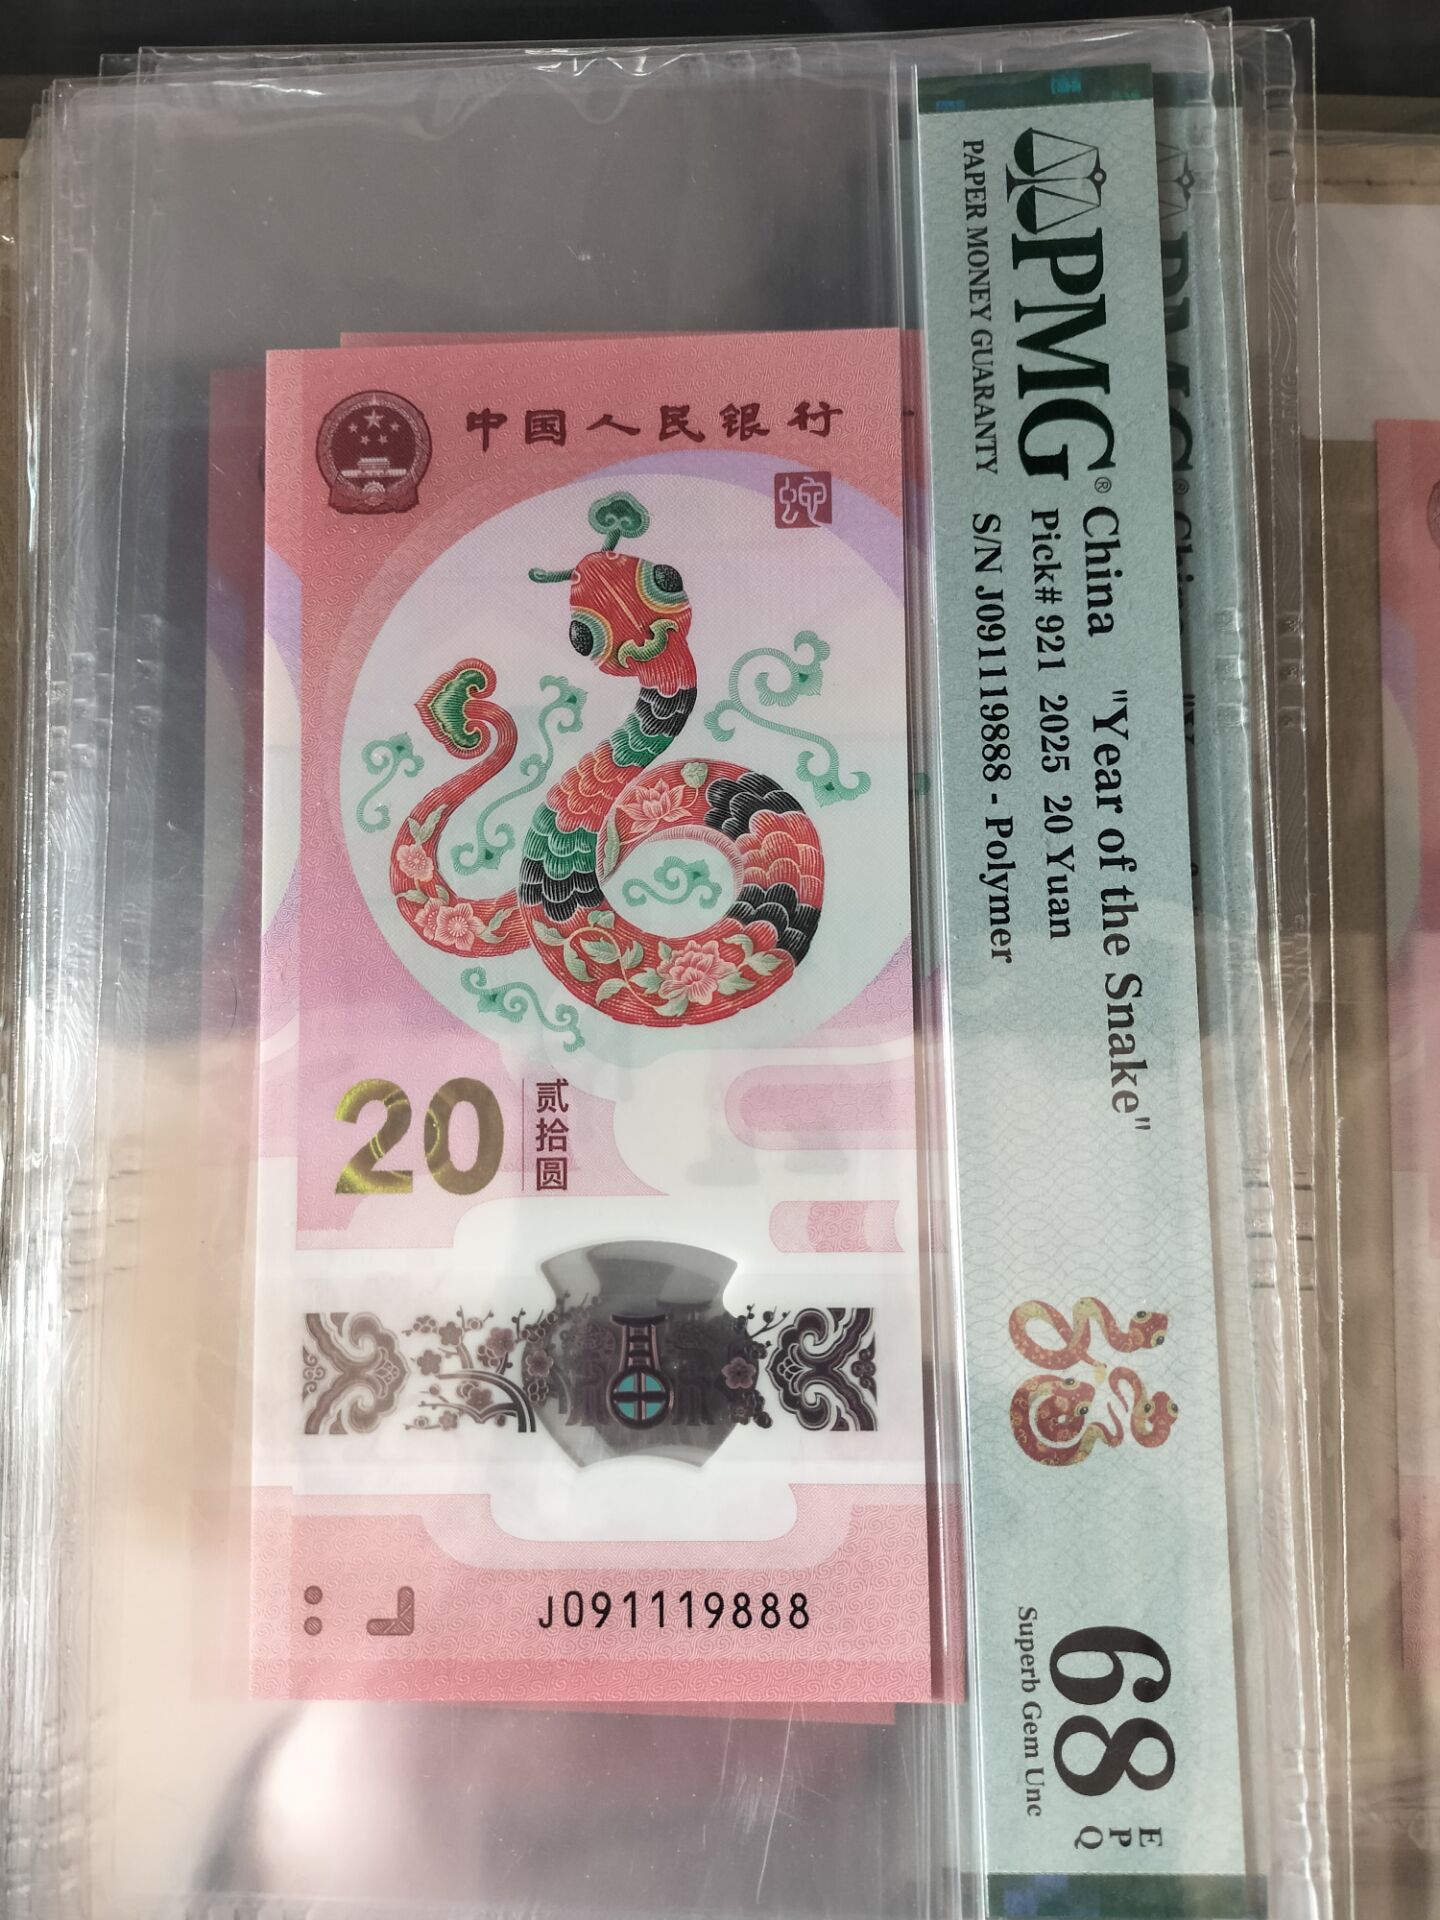 中国人民银行
蛇
20
贰拾圆
J091119888
PMG®
PAPER MONEY GUARANTY
China "Year of the Snake"
Pick# 921 2025 20 Yuan
S/N J091119888 - Polymer
68
EPQ
Superb Gem Unc